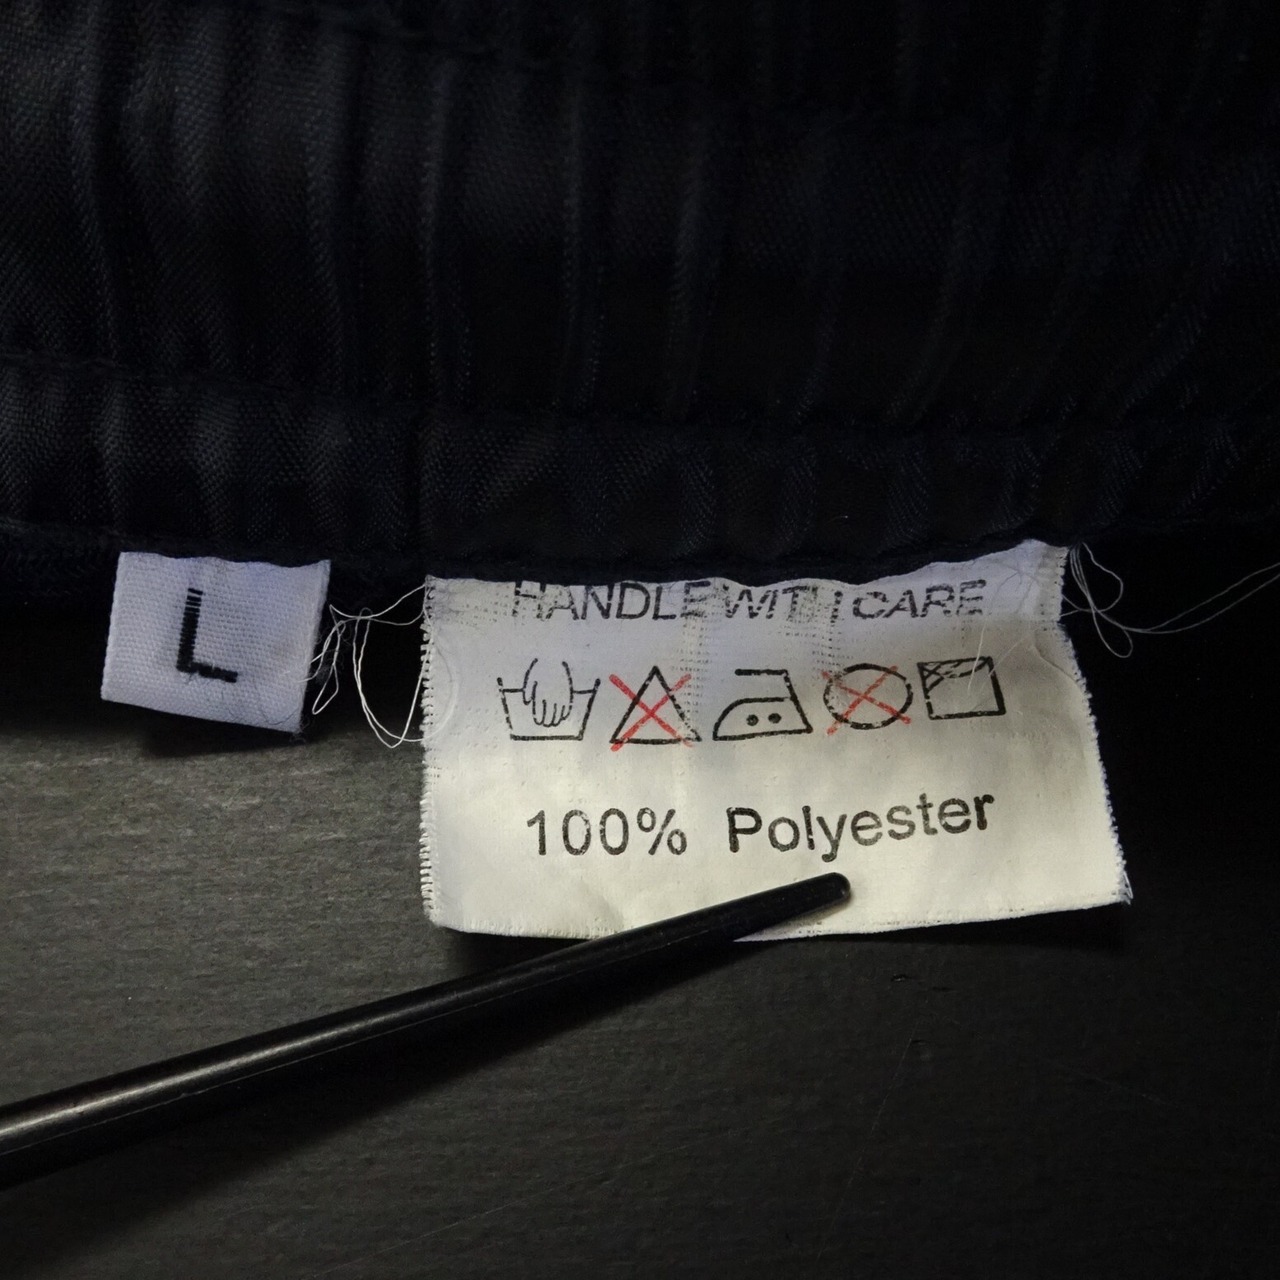 L
HANDLE WITH CARE
100% Polyester